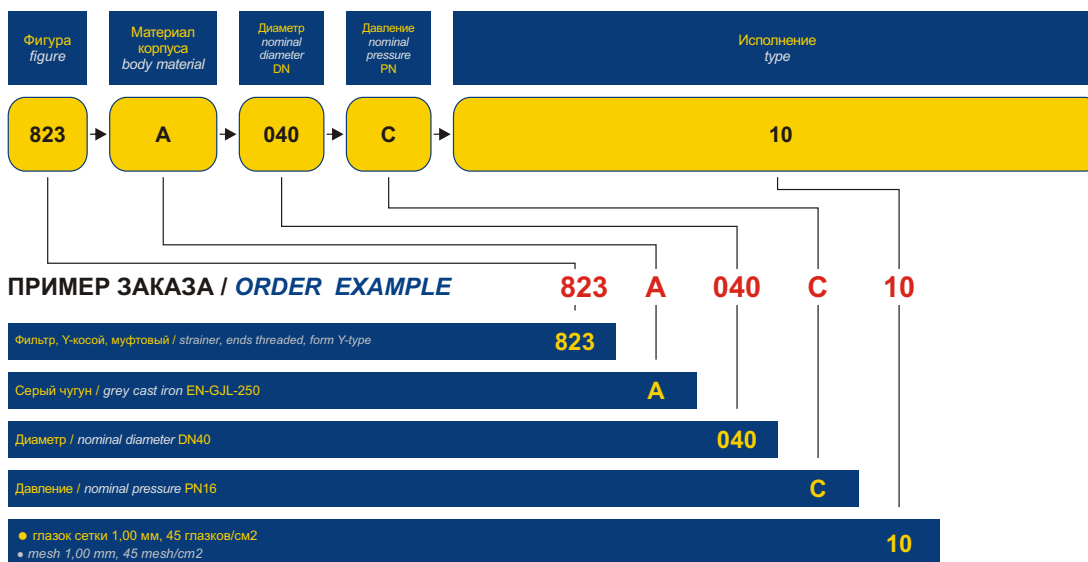 Фигура
figure
Материал
корпуса
body material
Диаметр
nominal
diameter
DN
Давление
nominal
pressure
PN
Исполнение
type
823
A
040
C
10
ПРИМЕР ЗАКАЗА / ORDER EXAMPLE
823 A 040 C 10
Фильтр, Y-косой, муфтовый / strainer, ends threaded, form Y-type 823
Серый чугун / grey cast iron EN-GJL-250 A
Диаметр / nominal diameter DN40 040
Давление / nominal pressure PN16 C
● глазок сетки 1,00 мм, 45 глазков/см2
● mesh 1,00 mm, 45 mesh/cm2
10